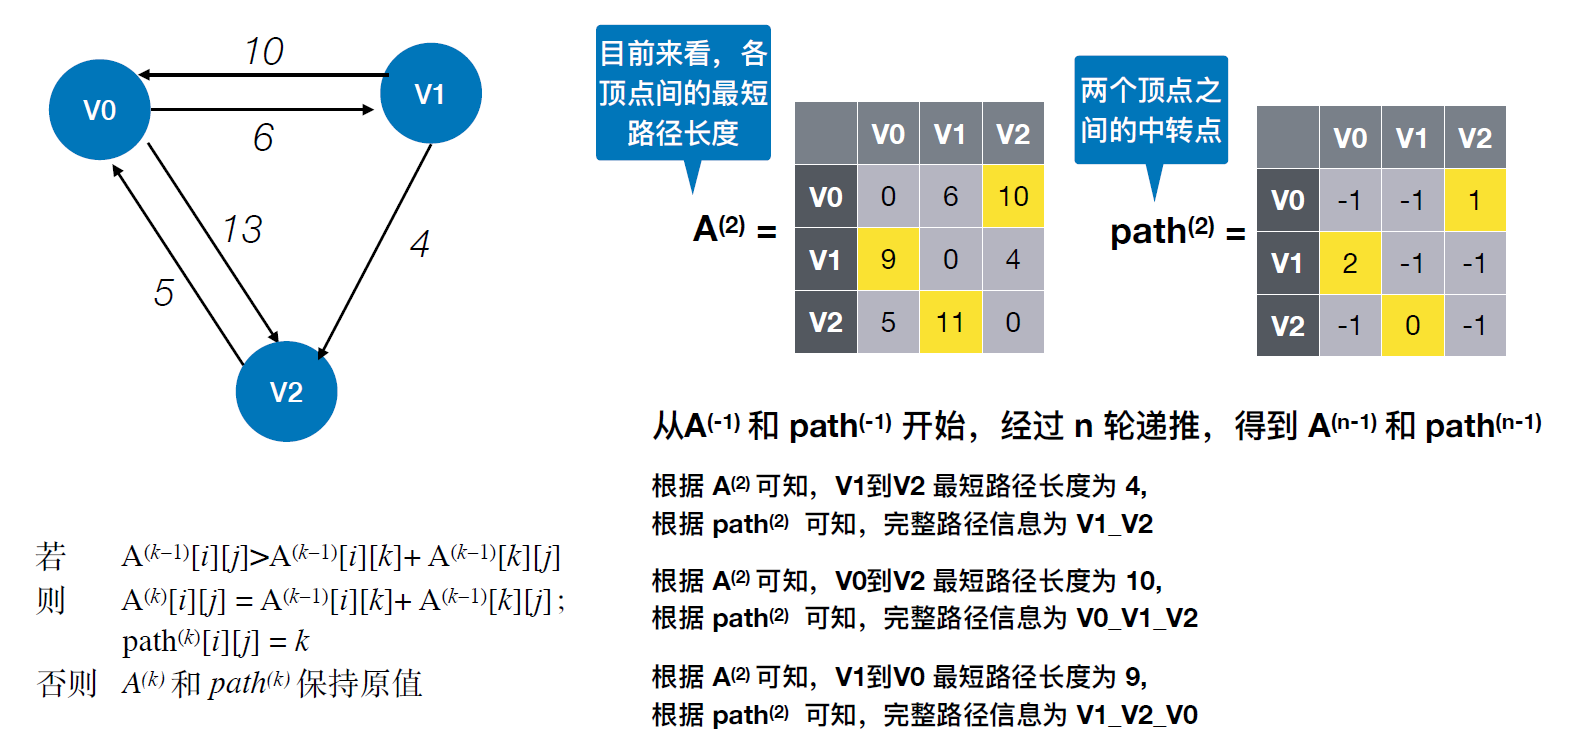 10
V0
V1
6
13
4
5
V2
目前来看，各
顶点间的最短
路径长度
A(2) =
V0 V1 V2
V0 0 6 10
V1 9 0 4
V2 5 11 0
两个顶点之
间的中转点
path(2) =
V0 V1 V2
V0 -1 -1 1
V1 2 -1 -1
V2 -1 0 -1
从A(-1) 和 path(-1) 开始，经过 n 轮递推，得到 A(n-1) 和 path(n-1)
根据 A(2) 可知，V1到V2 最短路径长度为 4,
根据 path(2) 可知，完整路径信息为 V1_V2
根据 A(2) 可知，V0到V2 最短路径长度为 10,
根据 path(2) 可知，完整路径信息为 V0_V1_V2
根据 A(2) 可知，V1到V0 最短路径长度为 9,
根据 path(2) 可知，完整路径信息为 V1_V2_V0
若 A(k–1)[i][j]>A(k–1)[i][k]+ A(k–1)[k][j]
则 A(k)[i][j] = A(k–1)[i][k]+ A(k–1)[k][j] ;
path(k)[i][j] = k
否则 A(k) 和 path(k) 保持原值